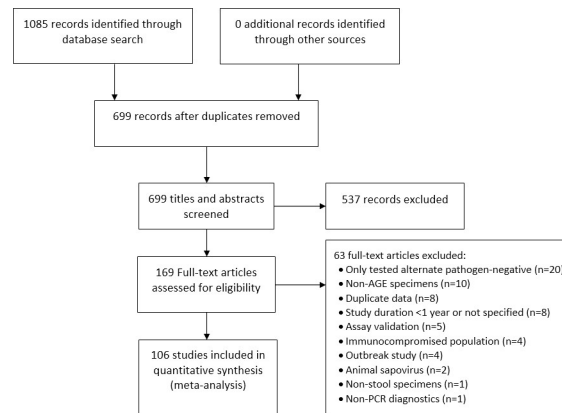 1085 records identified through
database search
0 additional records identified
through other sources
699 records after duplicates removed
699 titles and abstracts
screened
537 records excluded
169 Full-text articles
assessed for eligibility
63 full-text articles excluded:
• Only tested alternate pathogen-negative (n=20)
• Non-AGE specimens (n=10)
• Duplicate data (n=8)
• Study duration <1 year or not specified (n=8)
• Assay validation (n=5)
• Immunocompromised population (n=4)
• Outbreak study (n=4)
• Animal sapovirus (n=2)
• Non-stool specimens (n=1)
• Non-PCR diagnostics (n=1)
106 studies included in
quantitative synthesis
(meta-analysis)